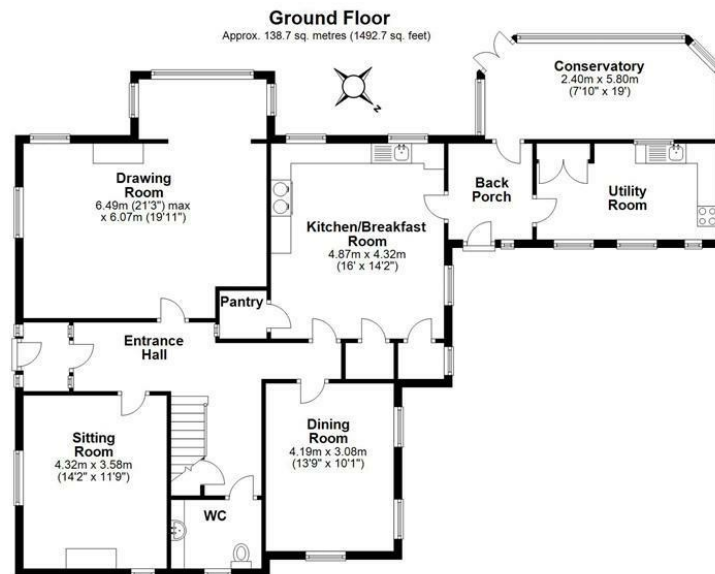 Ground Floor
Approx. 138.7 sq. metres (1492.7 sq. feet)
Conservatory
2.40m x 5.80m
(7'10" x 19')
N
Drawing
Room
6.49m (21'3") max
x 6.07m (19'11")
Kitchen/Breakfast
Room
4.87m x 4.32m
(16' x 14'2")
Back
Porch
Utility
Room
Pantry
Entrance
Hall
Sitting
Room
4.32m x 3.58m
(14'2" x 11'9")
Dining
Room
4.19m x 3.08m
(13'9" x 10'1")
WC